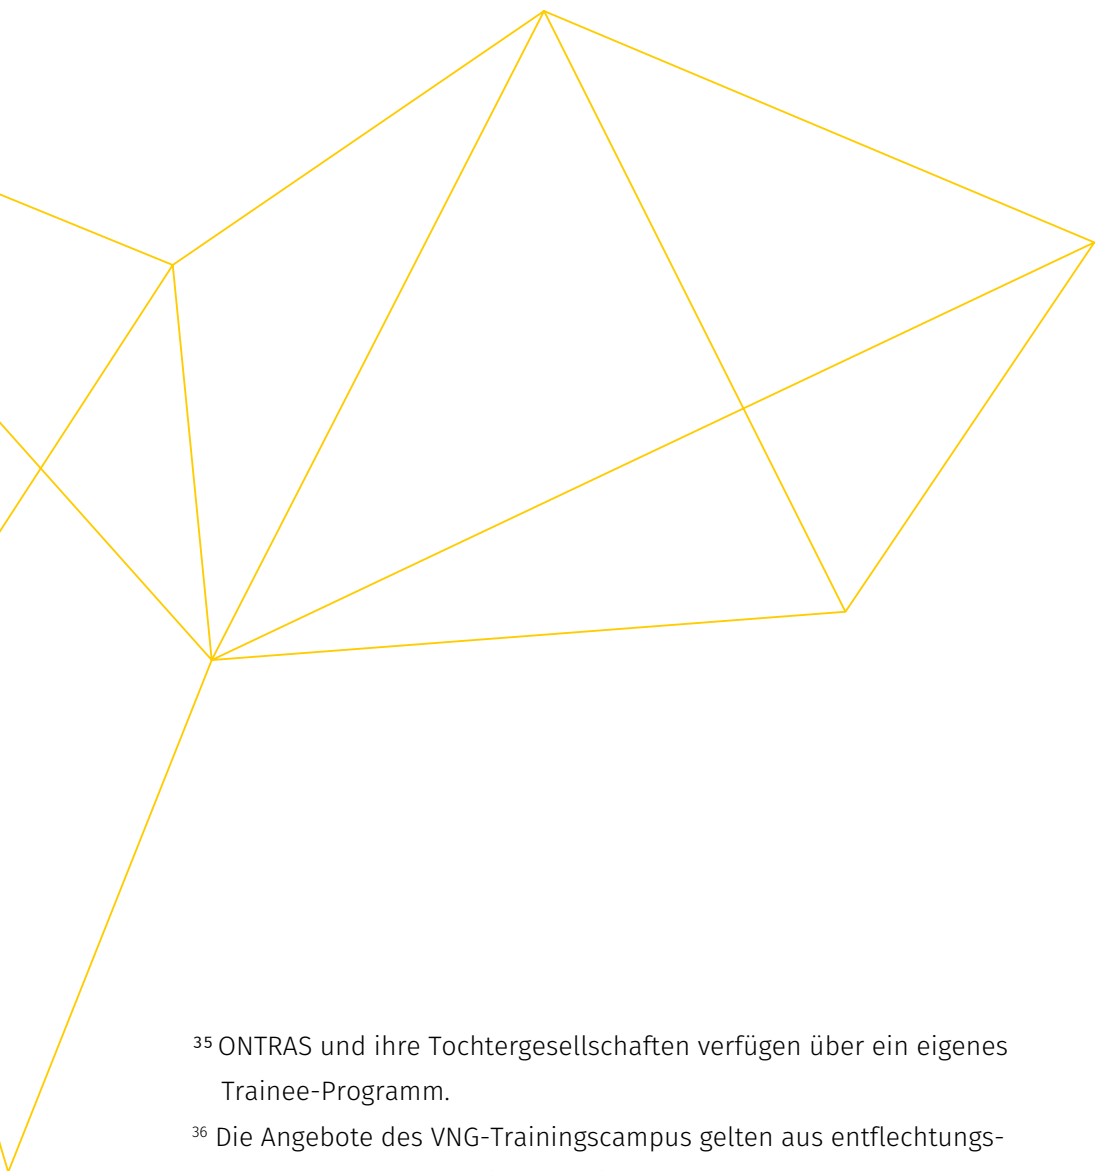 ³⁵ ONTRAS und ihre Tochtergesellschaften verfügen über ein eigenes
Trainee-Programm.
³⁶ Die Angebote des VNG-Trainingscampus gelten aus entflechtungs-